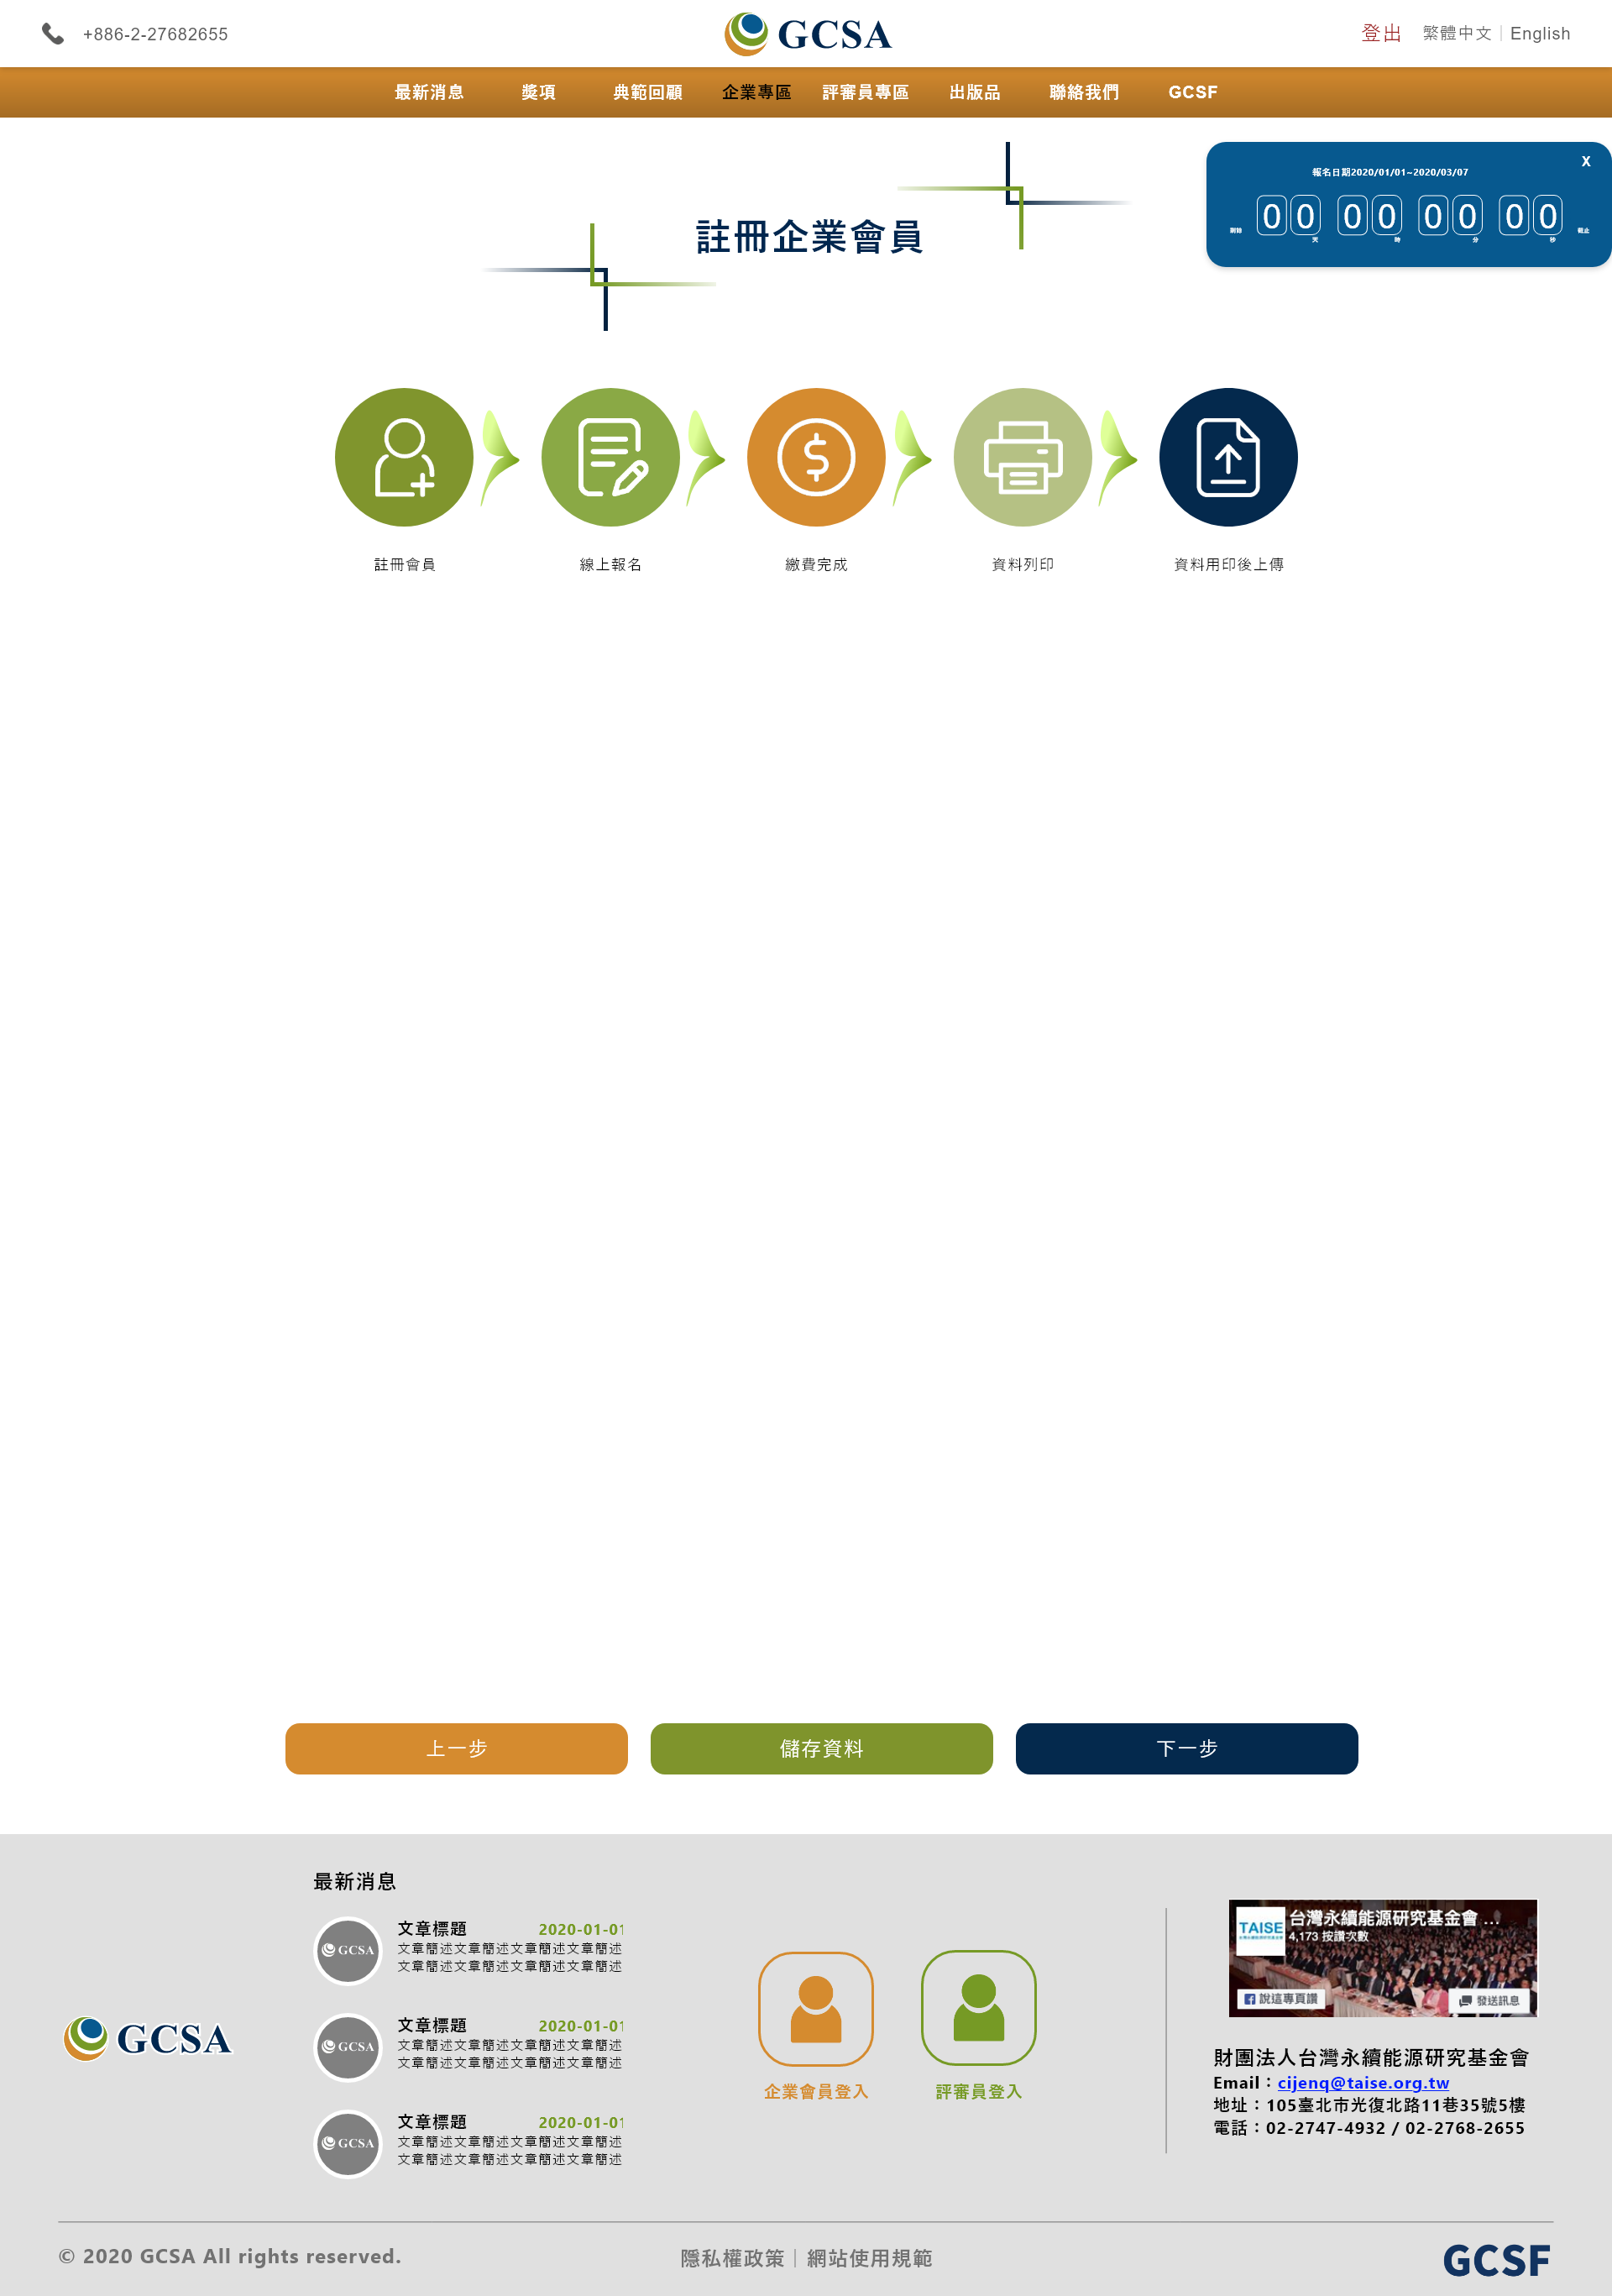 +886-2-27682655
GCSA
登出 繁體中文 English
最新消息 獎項 典範回顧 企業專區 評審員專區 出版品 聯絡我們 GCSF
X
報名日期2020/01/01~2020/03/07
剩餘 00 00 00 00 截止
天 時 分 秒
註冊企業會員
註冊會員 線上報名 繳費完成 資料列印 資料用印後上傳
上一步 儲存資料 下一步
最新消息
GCSA
文章標題 2020-01-01
文章簡述文章簡述文章簡述文章簡述
文章簡述文章簡述文章簡述文章簡述
GCSA
文章標題 2020-01-01
文章簡述文章簡述文章簡述文章簡述
文章簡述文章簡述文章簡述文章簡述
GCSA
文章標題 2020-01-01
文章簡述文章簡述文章簡述文章簡述
文章簡述文章簡述文章簡述文章簡述
GCSA
企業會員登入 評審員登入
TAISE
台灣永續能源研究基金會 ...
4,173 按讚次數
說這專頁讚 發送訊息
財團法人台灣永續能源研究基金會
Email：cijenq@taise.org.tw
地址：105臺北市光復北路11巷35號5樓
電話：02-2747-4932 / 02-2768-2655
© 2020 GCSA All rights reserved.
隱私權政策 網站使用規範
GCSF